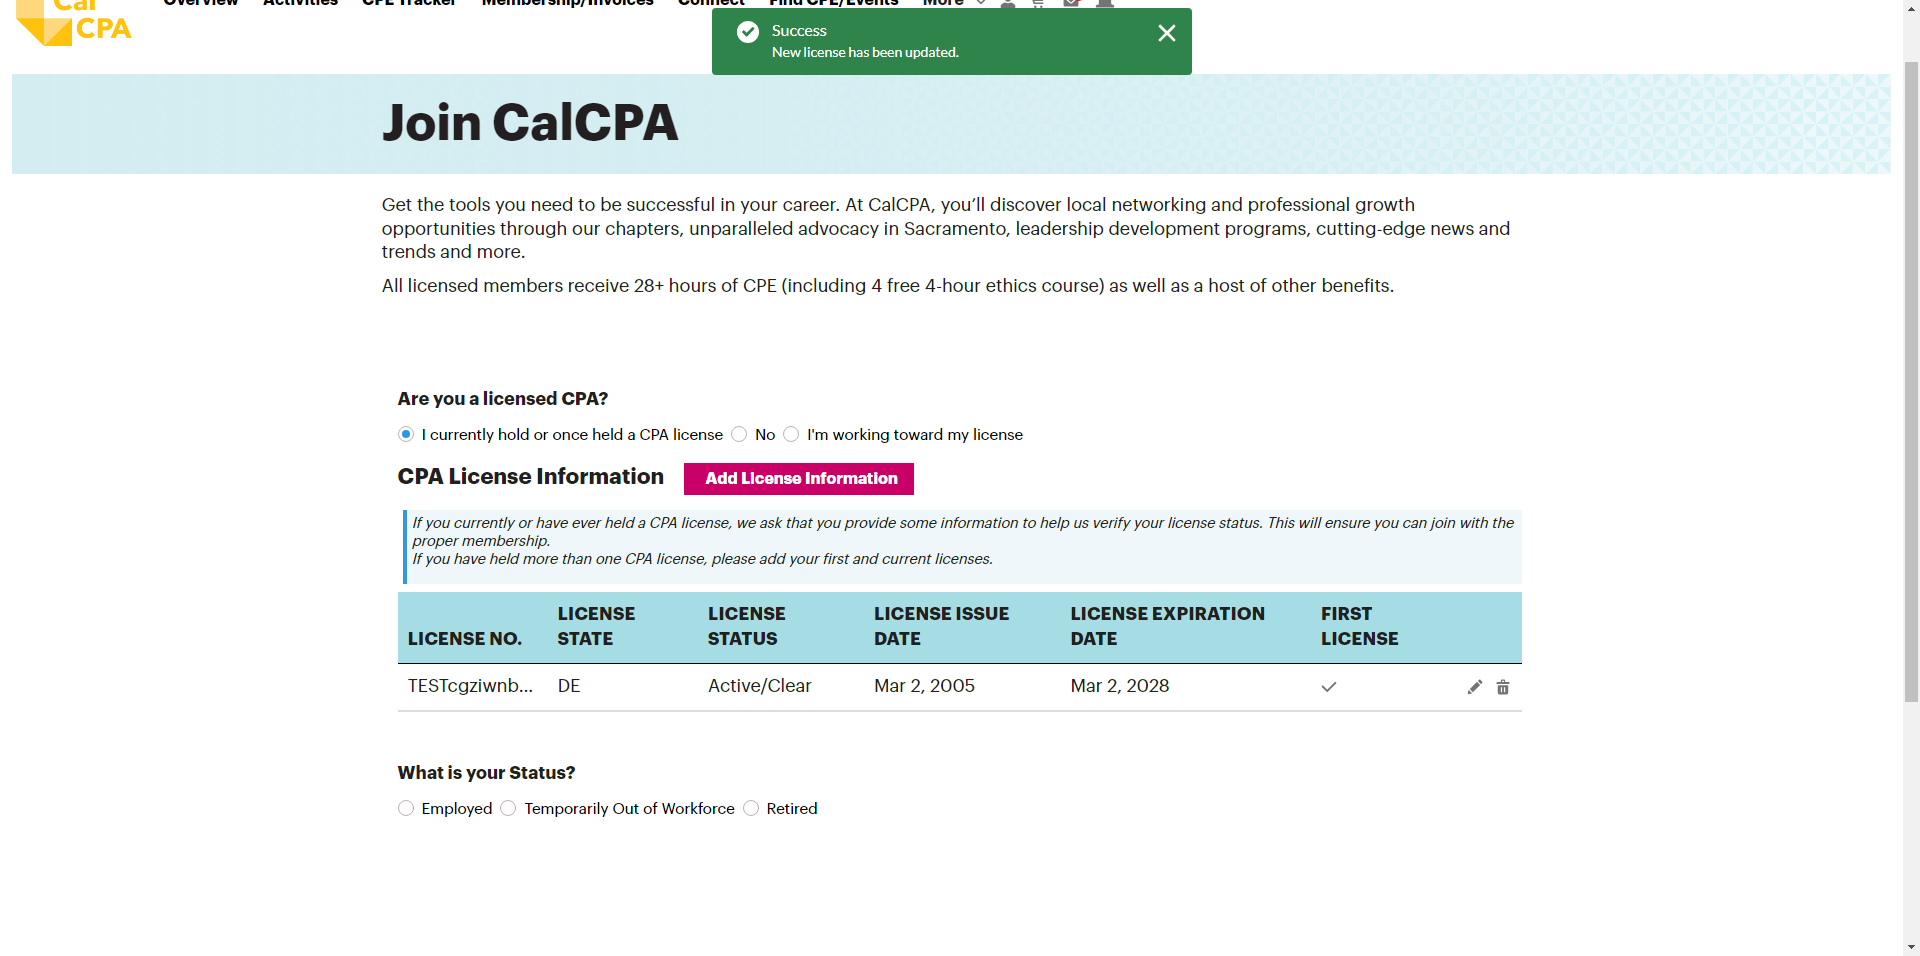 Cal
CPA
Overview Activities CPE Tracker Membership/Invoices Connect Find CPE/Events More
Success
New license has been updated.
Join CalCPA
Get the tools you need to be successful in your career. At CalCPA, you’ll discover local networking and professional growth
opportunities through our chapters, unparalleled advocacy in Sacramento, leadership development programs, cutting-edge news and
trends and more.
All licensed members receive 28+ hours of CPE (including 4 free 4-hour ethics course) as well as a host of other benefits.
Are you a licensed CPA?
I currently hold or once held a CPA license No I'm working toward my license
CPA License Information Add License Information
If you currently or have ever held a CPA license, we ask that you provide some information to help us verify your license status. This will ensure you can join with the
proper membership.
If you have held more than one CPA license, please add your first and current licenses.
LICENSE NO. LICENSE STATE LICENSE STATUS LICENSE ISSUE DATE LICENSE EXPIRATION DATE FIRST LICENSE
TESTcgziwnb... DE Active/Clear Mar 2, 2005 Mar 2, 2028
What is your Status?
Employed Temporarily Out of Workforce Retired